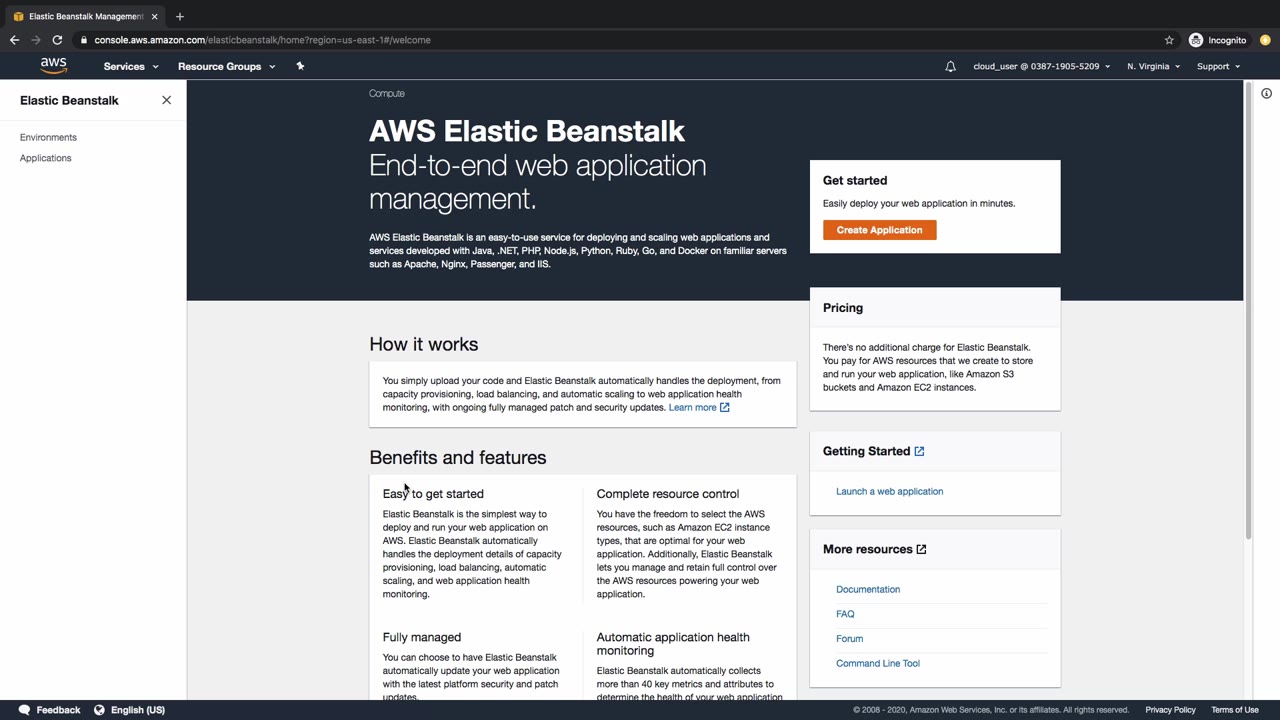 Elastic Beanstalk Management
console.aws.amazon.com/elasticbeanstalk/home?region=us-east-1#/welcome
Incognito
aws
Services
Resource Groups
cloud_user @ 0387-1905-5209
N. Virginia
Support
Elastic Beanstalk
Environments
Applications
Compute
AWS Elastic Beanstalk
End-to-end web application
management.
AWS Elastic Beanstalk is an easy-to-use service for deploying and scaling web applications and
services developed with Java, .NET, PHP, Node.js, Python, Ruby, Go, and Docker on familiar servers
such as Apache, Nginx, Passenger, and IIS.
Get started
Easily deploy your web application in minutes.
Create Application
Pricing
There's no additional charge for Elastic Beanstalk.
You pay for AWS resources that we create to store
and run your web application, like Amazon S3
buckets and Amazon EC2 instances.
How it works
You simply upload your code and Elastic Beanstalk automatically handles the deployment, from
capacity provisioning, load balancing, and automatic scaling to web application health
monitoring, with ongoing fully managed patch and security updates. Learn more
Getting Started
Launch a web application
Benefits and features
Easy to get started
Elastic Beanstalk is the simplest way to
deploy and run your web application on
AWS. Elastic Beanstalk automatically
handles the deployment details of capacity
provisioning, load balancing, automatic
scaling, and web application health
monitoring.
Complete resource control
You have the freedom to select the AWS
resources, such as Amazon EC2 instance
types, that are optimal for your web
application. Additionally, Elastic Beanstalk
lets you manage and retain full control over
the AWS resources powering your web
application.
More resources
Documentation
FAQ
Forum
Command Line Tool
Fully managed
You can choose to have Elastic Beanstalk
automatically update your web application
with the latest platform security and patch
updates.
Automatic application health
monitoring
Elastic Beanstalk automatically collects
more than 40 key metrics and attributes to
determine the health of your web application
Feedback
English (US)
© 2008 - 2020, Amazon Web Services, Inc. or its affiliates. All rights reserved.
Privacy Policy
Terms of Use